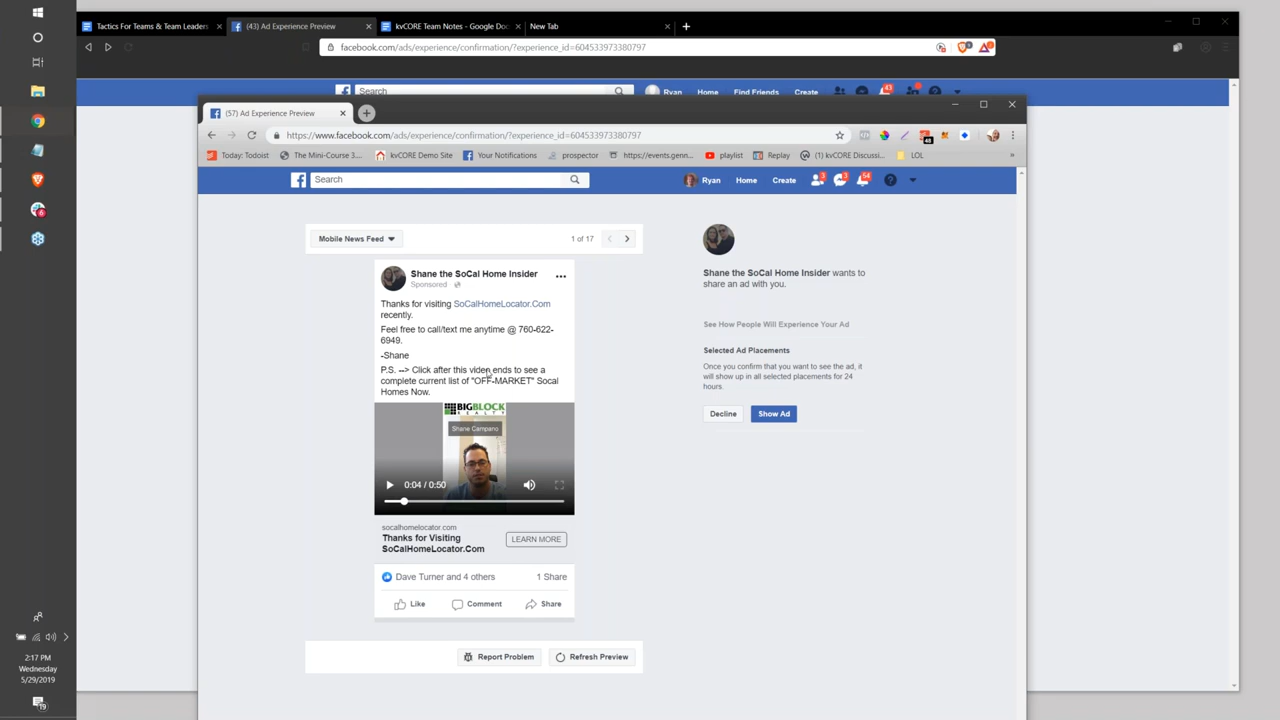 Tactics For Teams & Team Leaders
(43) Ad Experience Preview
kvCORE Team Notes - Google Doc
New Tab
facebook.com/ads/experience/confirmation/?experience_id=604533973380797
Search
Ryan
Home
Find Friends
Create
43
(57) Ad Experience Preview
https://www.facebook.com/ads/experience/confirmation/?experience_id=604533973380797
48
Today: Todoist
The Mini-Course 3....
kvCORE Demo Site
Your Notifications
prospector
https://events.genn...
playlist
Replay
(1) kvCORE Discussi...
LOL
Search
Ryan
Home
Create
3
3
54
Mobile News Feed
1 of 17
Shane the SoCal Home Insider
Sponsored
Thanks for visiting SoCalHomeLocator.Com
recently.
Feel free to call/text me anytime @ 760-622-
6949.
-Shane
P.S. --> Click after this video ends to see a
complete current list of "OFF-MARKET" Socal
Homes Now.
BIGBLOCK
REALTY
Shane Campano
0:04 / 0:50
socalhomelocator.com
Thanks for Visiting
SoCalHomeLocator.Com
LEARN MORE
Dave Turner and 4 others
1 Share
Like
Comment
Share
Report Problem
Refresh Preview
Shane the SoCal Home Insider wants to
share an ad with you.
See How People Will Experience Your Ad
Selected Ad Placements
Once you confirm that you want to see the ad, it
will show up in all selected placements for 24
hours.
Decline
Show Ad
2:17 PM
Wednesday
5/29/2019
19